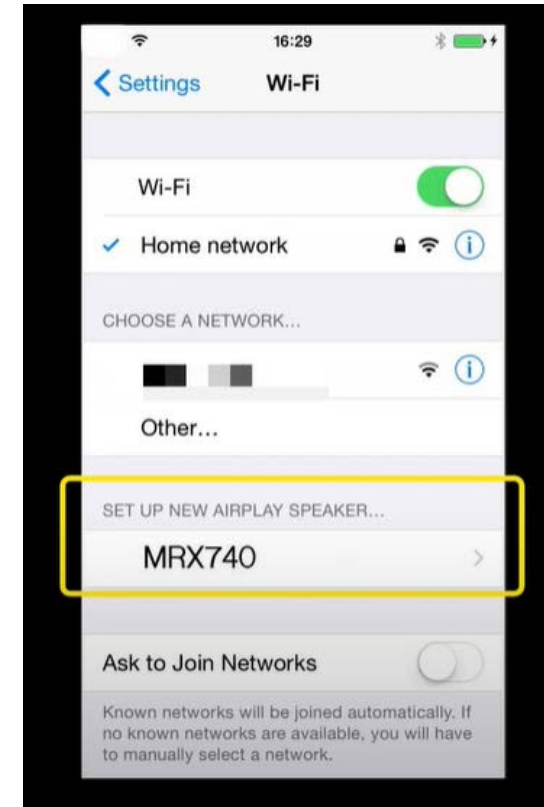 16:29
Settings
Wi-Fi
Wi-Fi
Home network
CHOOSE A NETWORK...
Other...
SET UP NEW AIRPLAY SPEAKER...
MRX740
Ask to Join Networks
Known networks will be joined automatically. If
no known networks are available, you will have
to manually select a network.